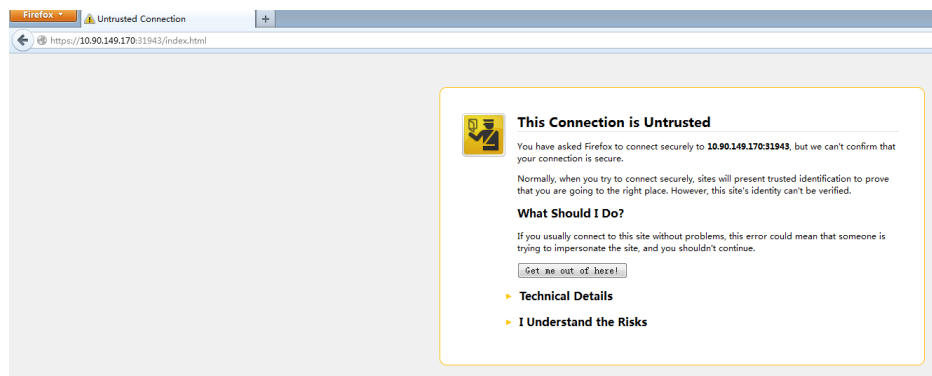 Firefox
Untrusted Connection
+
https://10.90.149.170:31943/index.html
This Connection is Untrusted
You have asked Firefox to connect securely to 10.90.149.170:31943, but we can't confirm that
your connection is secure.
Normally, when you try to connect securely, sites will present trusted identification to prove
that you are going to the right place. However, this site's identity can't be verified.
What Should I Do?
If you usually connect to this site without problems, this error could mean that someone is
trying to impersonate the site, and you shouldn't continue.
Get me out of here!
Technical Details
I Understand the Risks